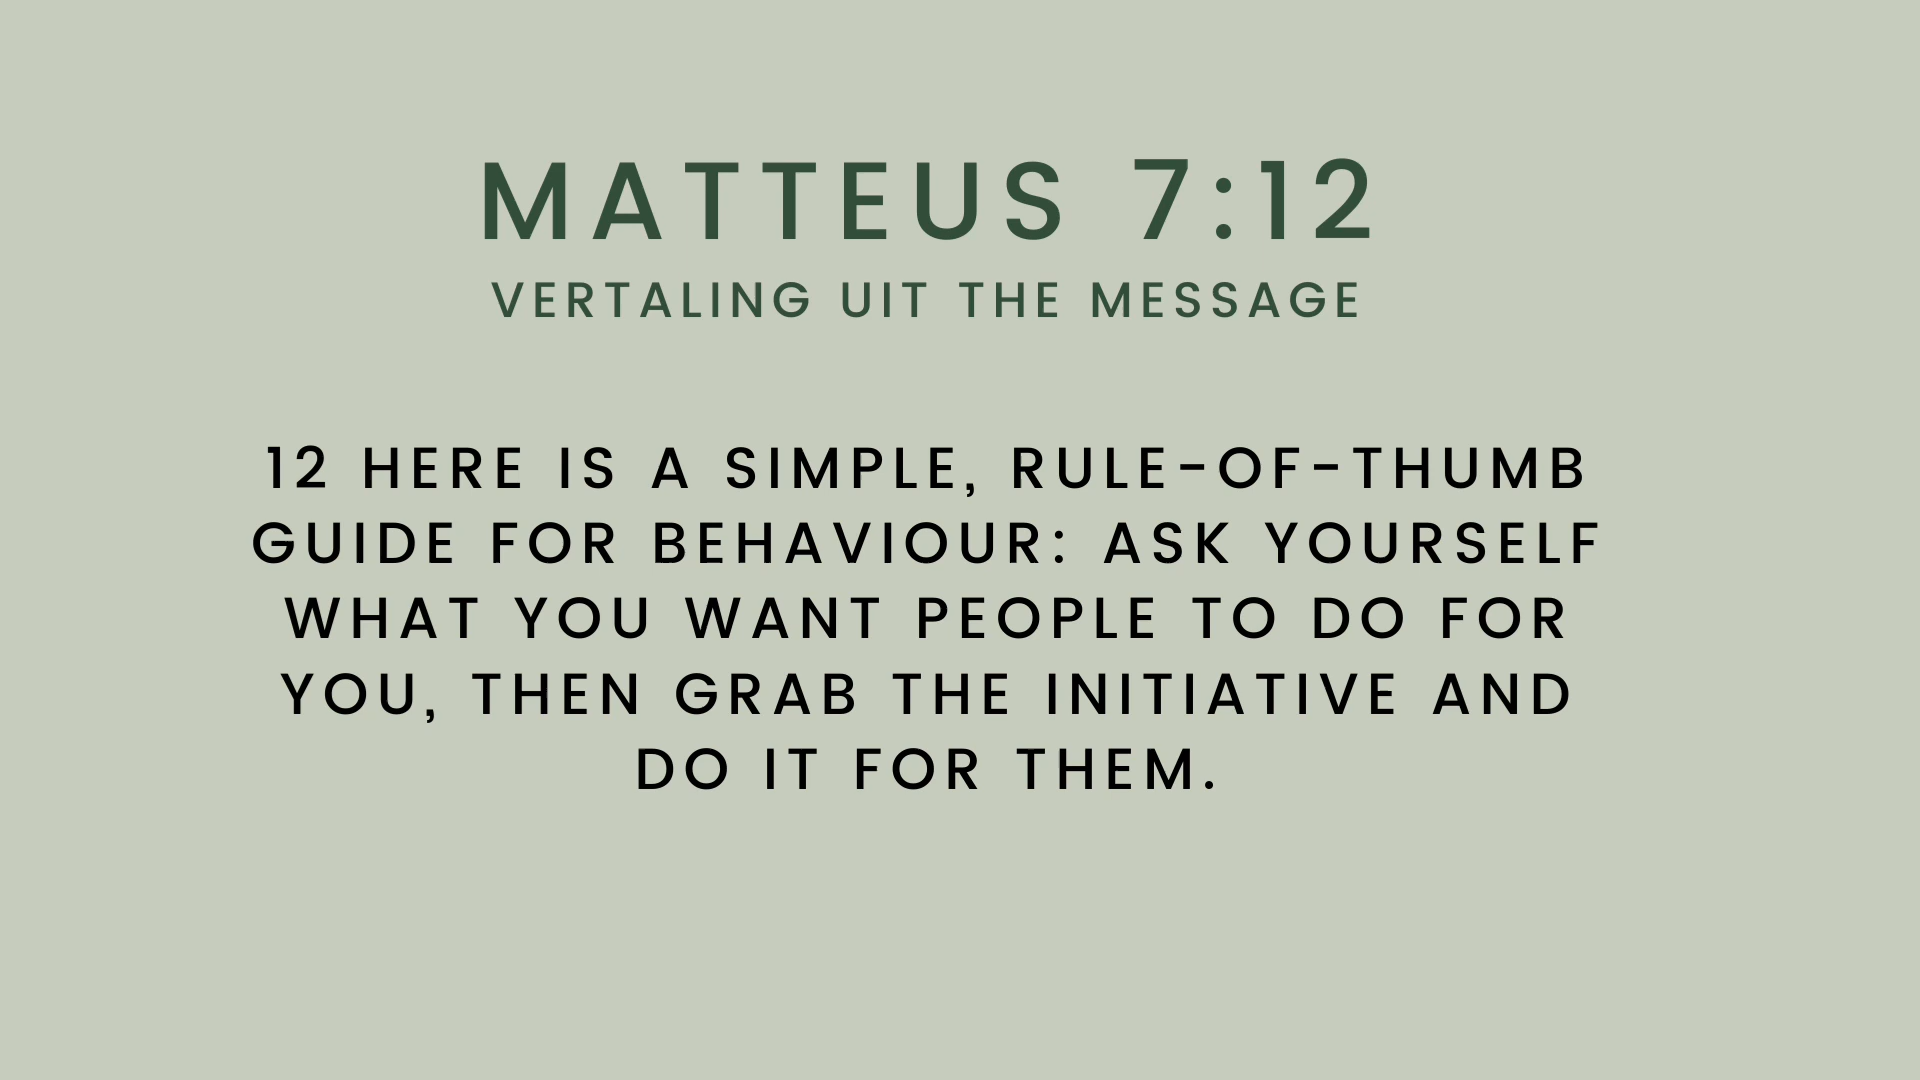 MATTEUS 7:12
VERTALING UIT THE MESSAGE
12 HERE IS A SIMPLE, RULE-OF-THUMB
GUIDE FOR BEHAVIOUR: ASK YOURSELF
WHAT YOU WANT PEOPLE TO DO FOR
YOU, THEN GRAB THE INITIATIVE AND
DO IT FOR THEM.